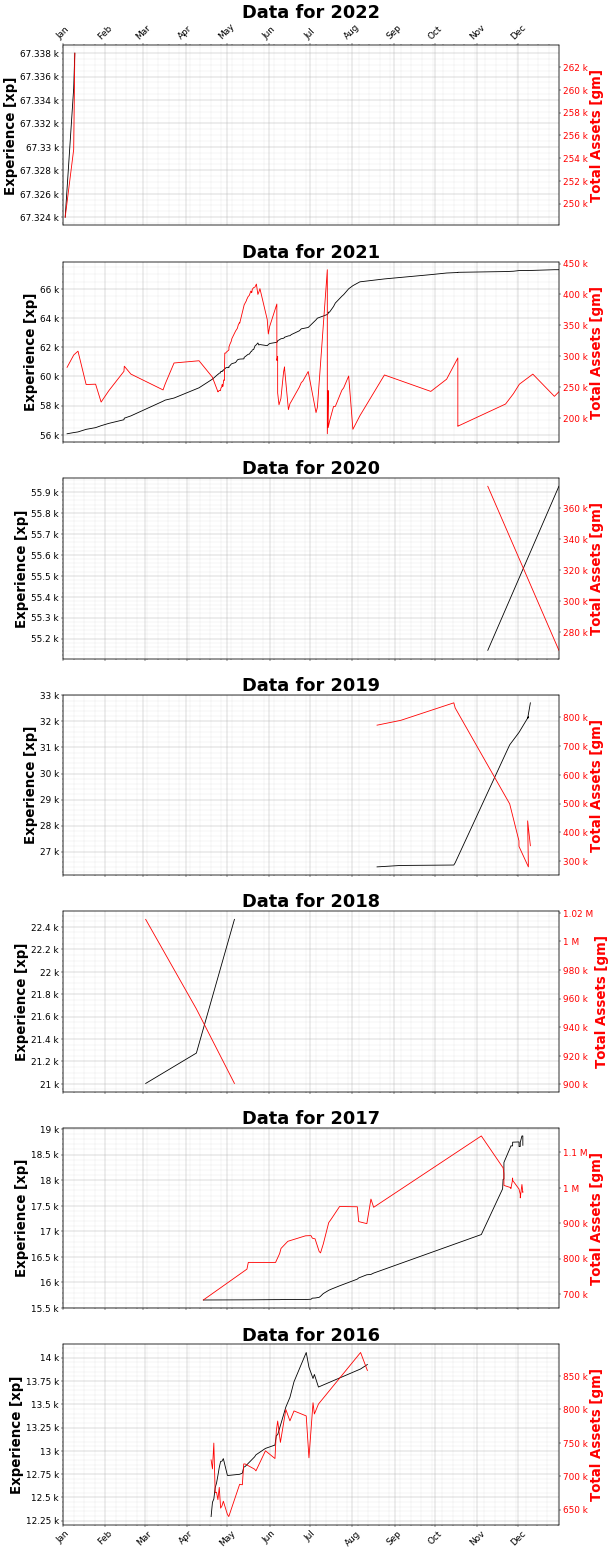 Data for 2022
Jan Feb Mar Apr May Jun Jul Aug Sep Oct Nov Dec
Experience [xp]
67.338 k
67.336 k
67.334 k
67.332 k
67.33 k
67.328 k
67.326 k
67.324 k
262 k
260 k
258 k
256 k
254 k
252 k
250 k
Total Assets [gm]
Data for 2021
Experience [xp]
66 k
64 k
62 k
60 k
58 k
56 k
450 k
400 k
350 k
300 k
250 k
200 k
Total Assets [gm]
Data for 2020
Experience [xp]
55.9 k
55.8 k
55.7 k
55.6 k
55.5 k
55.4 k
55.3 k
55.2 k
360 k
340 k
320 k
300 k
280 k
Total Assets [gm]
Data for 2019
Experience [xp]
33 k
32 k
31 k
30 k
29 k
28 k
27 k
800 k
700 k
600 k
500 k
400 k
300 k
Total Assets [gm]
Data for 2018
Experience [xp]
22.4 k
22.2 k
22 k
21.8 k
21.6 k
21.4 k
21.2 k
21 k
1.02 M
1 M
980 k
960 k
940 k
920 k
900 k
Total Assets [gm]
Data for 2017
Experience [xp]
19 k
18.5 k
18 k
17.5 k
17 k
16.5 k
16 k
15.5 k
1.1 M
1 M
900 k
800 k
700 k
Total Assets [gm]
Data for 2016
Experience [xp]
14 k
13.75 k
13.5 k
13.25 k
13 k
12.75 k
12.5 k
12.25 k
850 k
800 k
750 k
700 k
650 k
Total Assets [gm]
Jan Feb Mar Apr May Jun Jul Aug Sep Oct Nov Dec